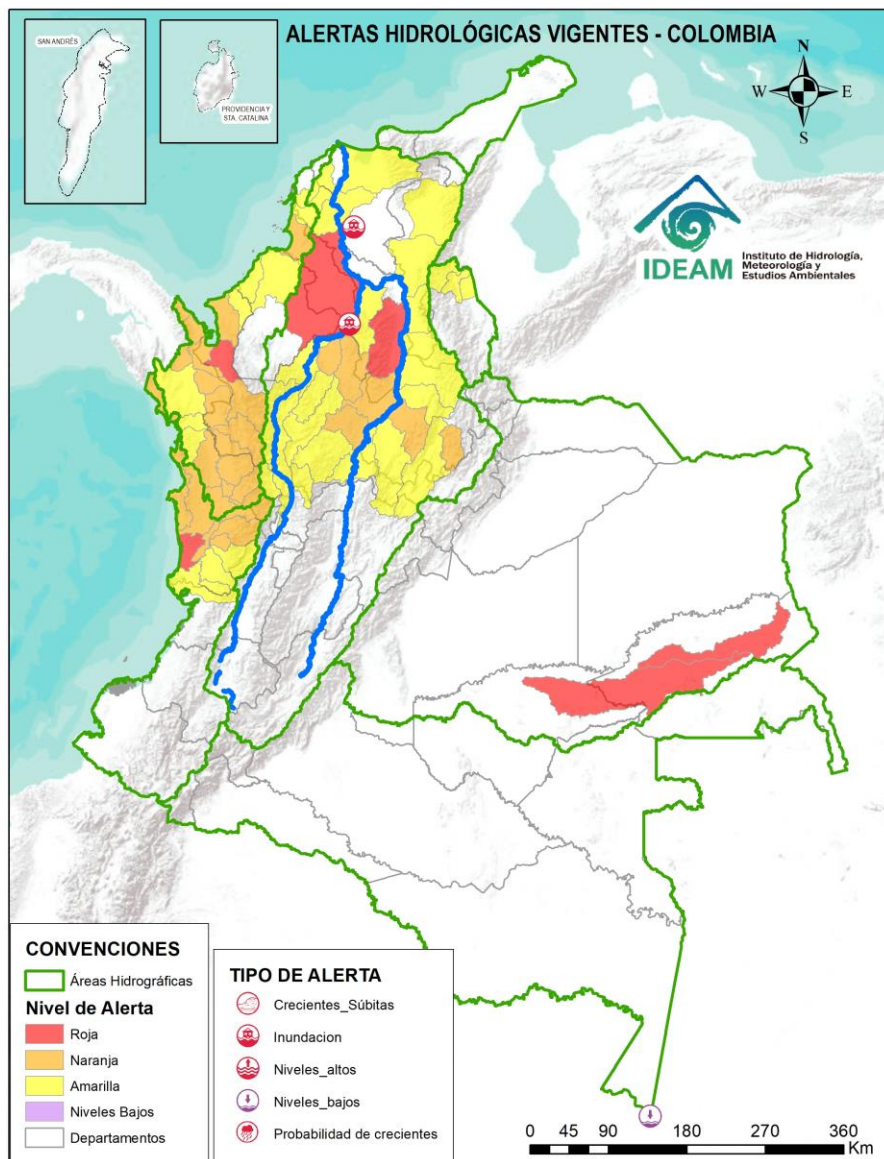 ALERTAS HIDROLÓGICAS VIGENTES - COLOMBIA
SAN ANDRÉS
PROVIDENCIA Y
STA. CATALINA
N
W
E
S
IDEAM
Instituto de Hidrología,
Meteorología y
Estudios Ambientales
CONVENCIONES
Áreas Hidrográficas
Nivel de Alerta
Roja
Naranja
Amarilla
Niveles Bajos
Departamentos
TIPO DE ALERTA
Crecientes_Súbitas
Inundacion
Niveles_altos
Niveles_bajos
Probabilidad de crecientes
0 45 90 180 270 360
Km